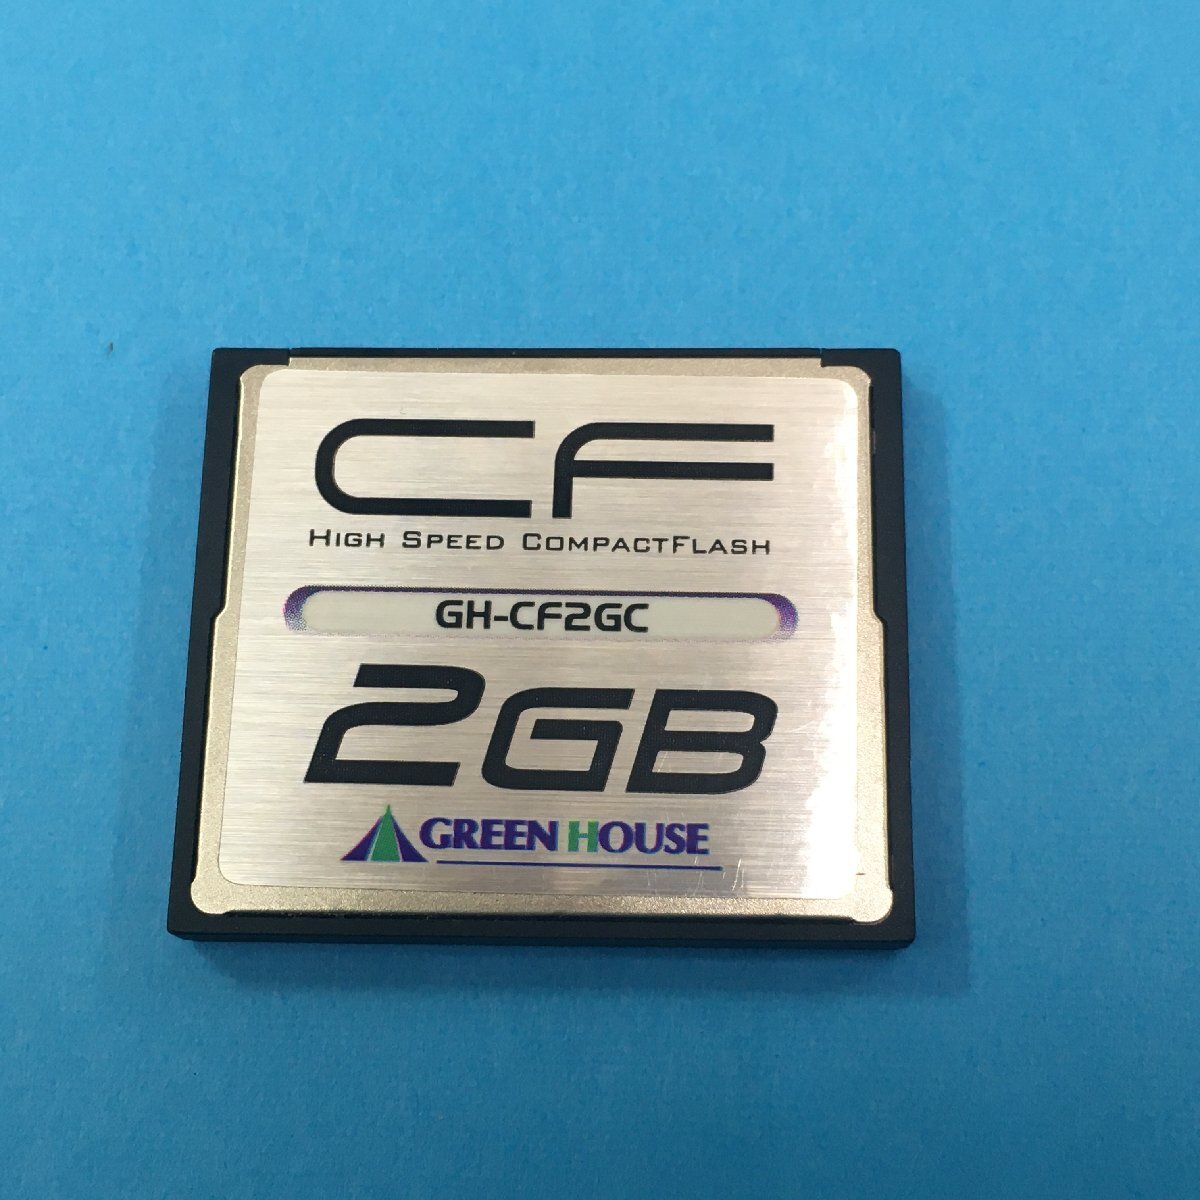 CF
HIGH SPEED COMPACTFLASH
GH-CF2GC
2GB
GREEN HOUSE